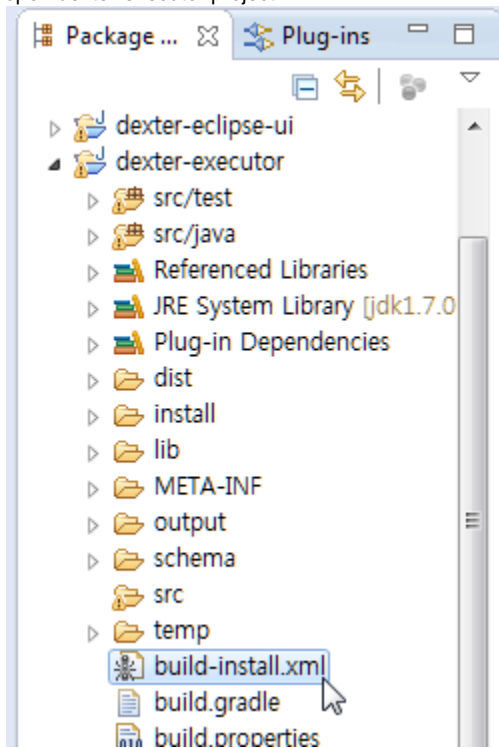 Package ... Plug-ins
dexter-eclipse-ui
dexter-executor
src/test
src/java
Referenced Libraries
JRE System Library [jdk1.7.0
Plug-in Dependencies
dist
install
lib
META-INF
output
schema
src
temp
build-install.xml
build.gradle
build.properties